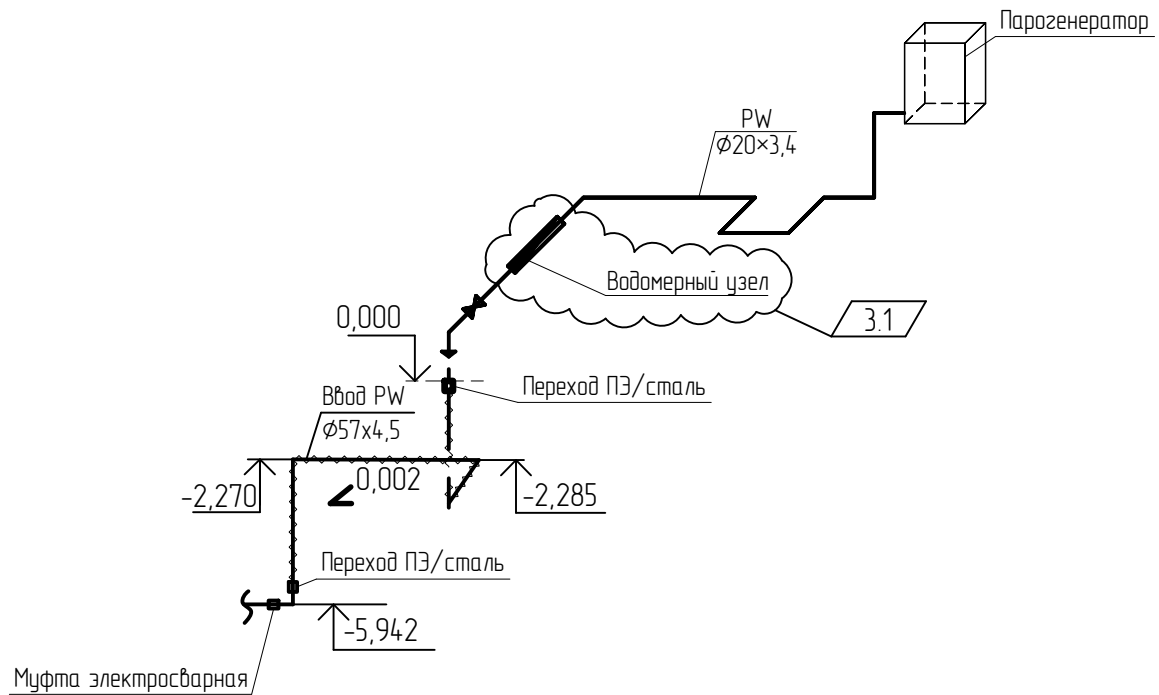 Парогенератор
PW
Ø20×3,4
Водомерный узел
3.1
0,000
Переход ПЭ/сталь
Ввод PW
Ø57х4,5
0,002
-2,270
-2,285
Переход ПЭ/сталь
-5,942
Муфта электросварная